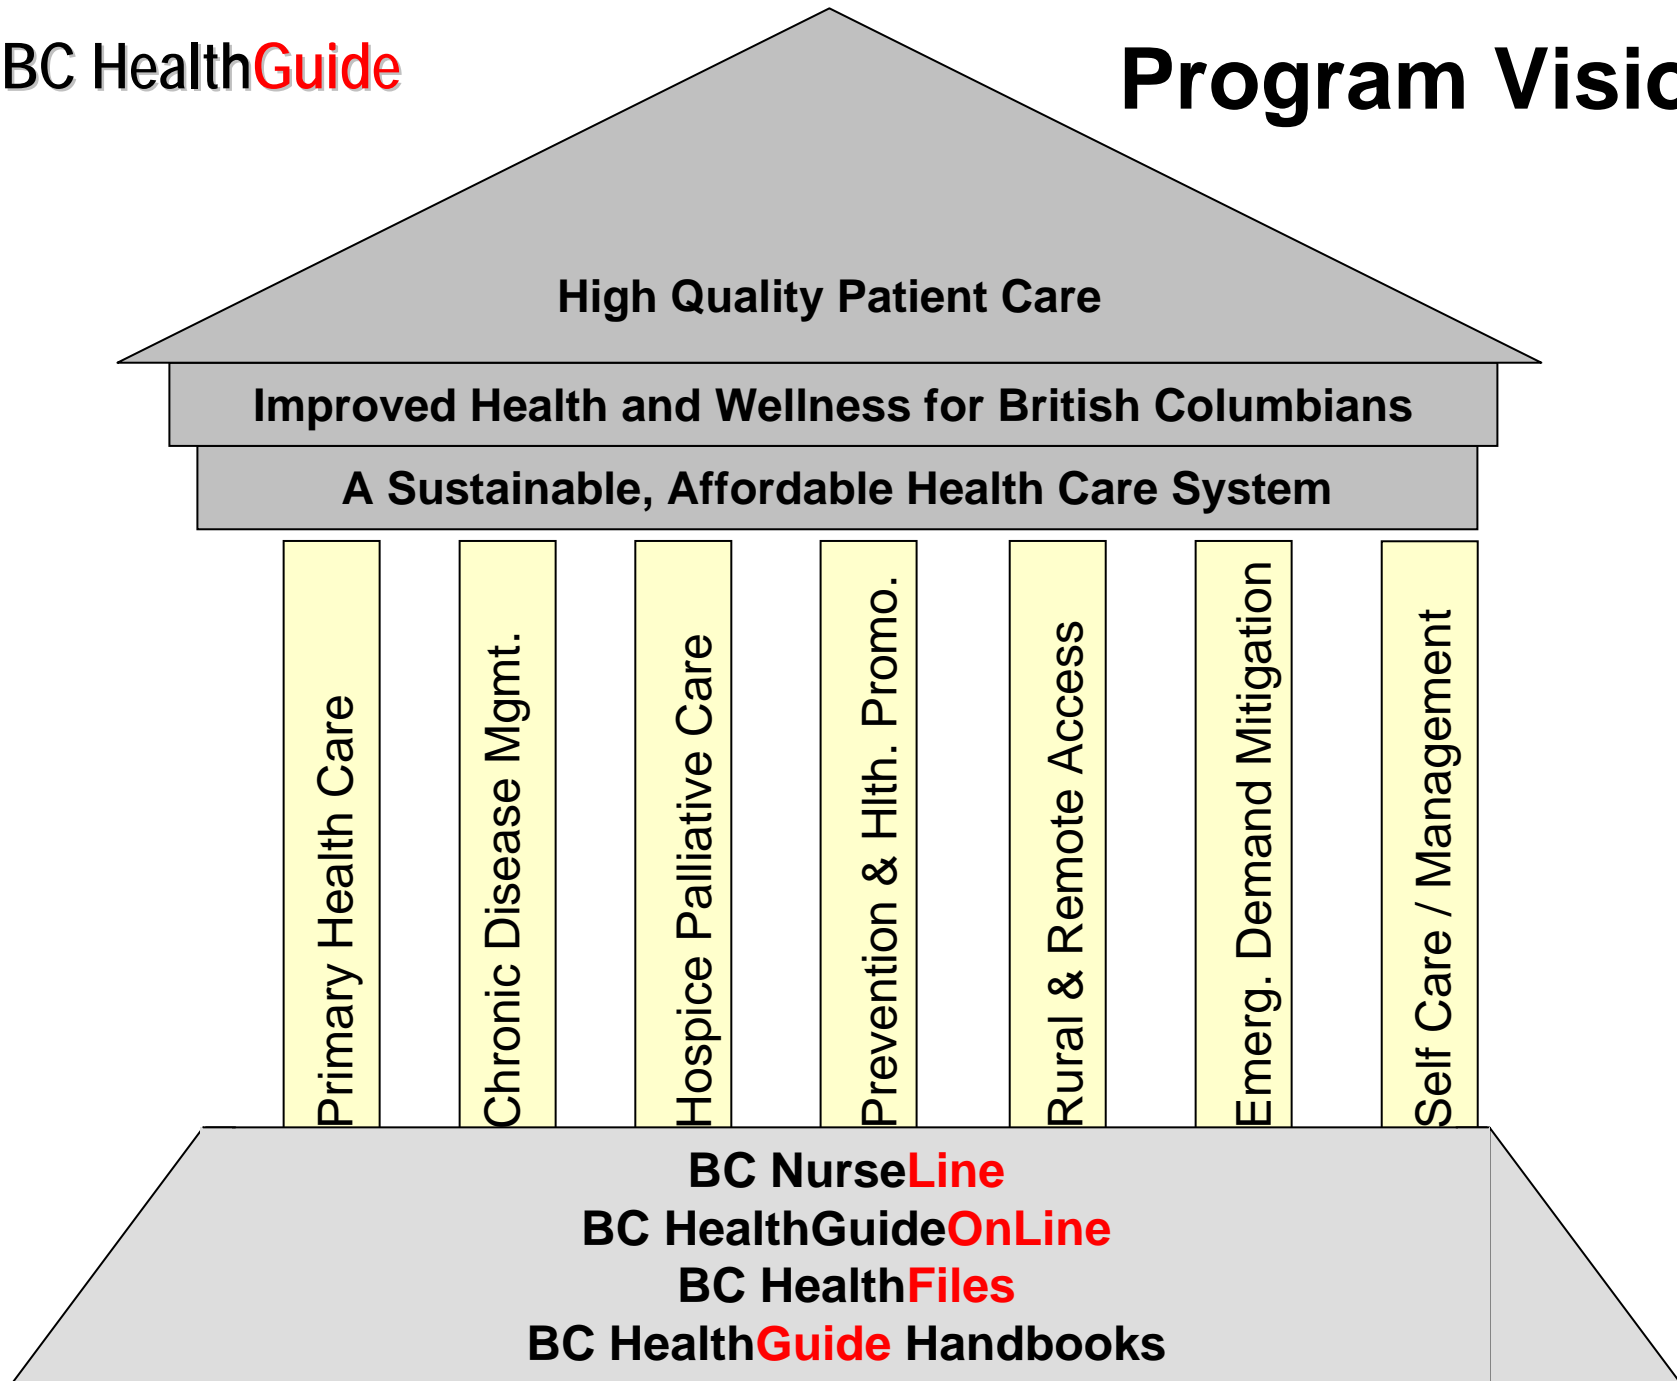 BC HealthGuide
Program Visio
High Quality Patient Care
Improved Health and Wellness for British Columbians
A Sustainable, Affordable Health Care System
Primary Health Care
Chronic Disease Mgmt.
Hospice Palliative Care
Prevention & Hlth. Promo.
Rural & Remote Access
Emerg. Demand Mitigation
Self Care / Management
BC NurseLine
BC HealthGuideOnLine
BC HealthFiles
BC HealthGuide Handbooks